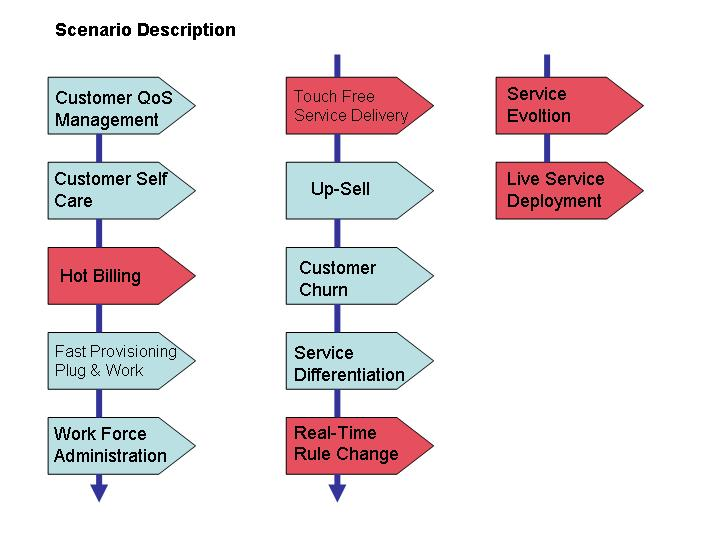 Scenario Description
Customer QoS
Management
Customer Self
Care
Hot Billing
Fast Provisioning
Plug & Work
Work Force
Administration
Touch Free
Service Delivery
Up-Sell
Customer
Churn
Service
Differentiation
Real-Time
Rule Change
Service
Evoltion
Live Service
Deployment